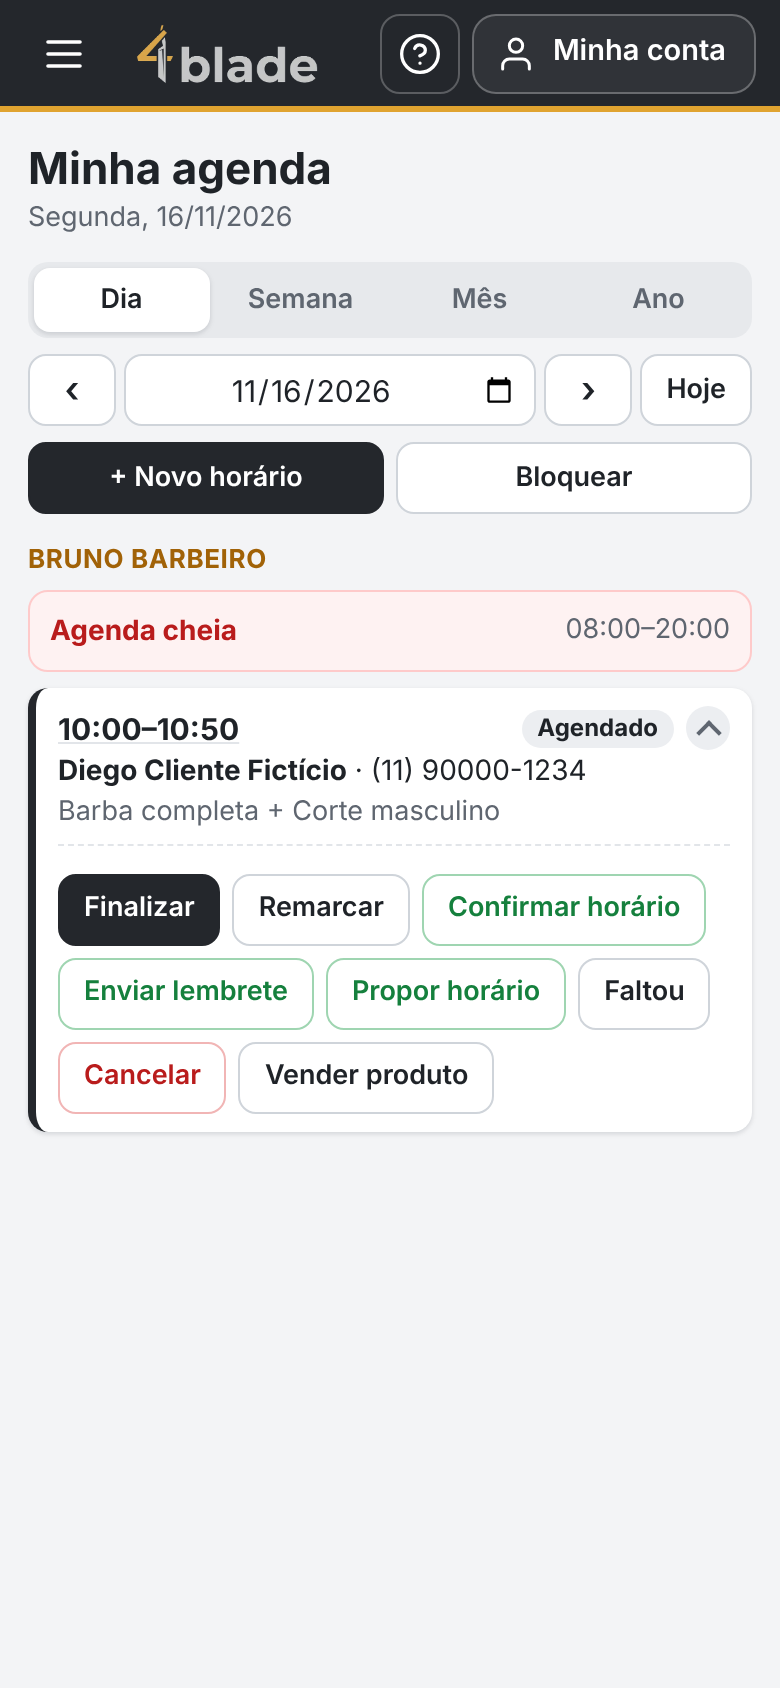 4blade
Minha conta
Minha agenda
Segunda, 16/11/2026
Dia Semana Mês Ano
‹ 11/16/2026 › Hoje
+ Novo horário Bloquear
BRUNO BARBEIRO
Agenda cheia 08:00–20:00
10:00–10:50 Agendado
Diego Cliente Fictício · (11) 90000-1234
Barba completa + Corte masculino
Finalizar Remarcar Confirmar horário
Enviar lembrete Propor horário Faltou
Cancelar Vender produto